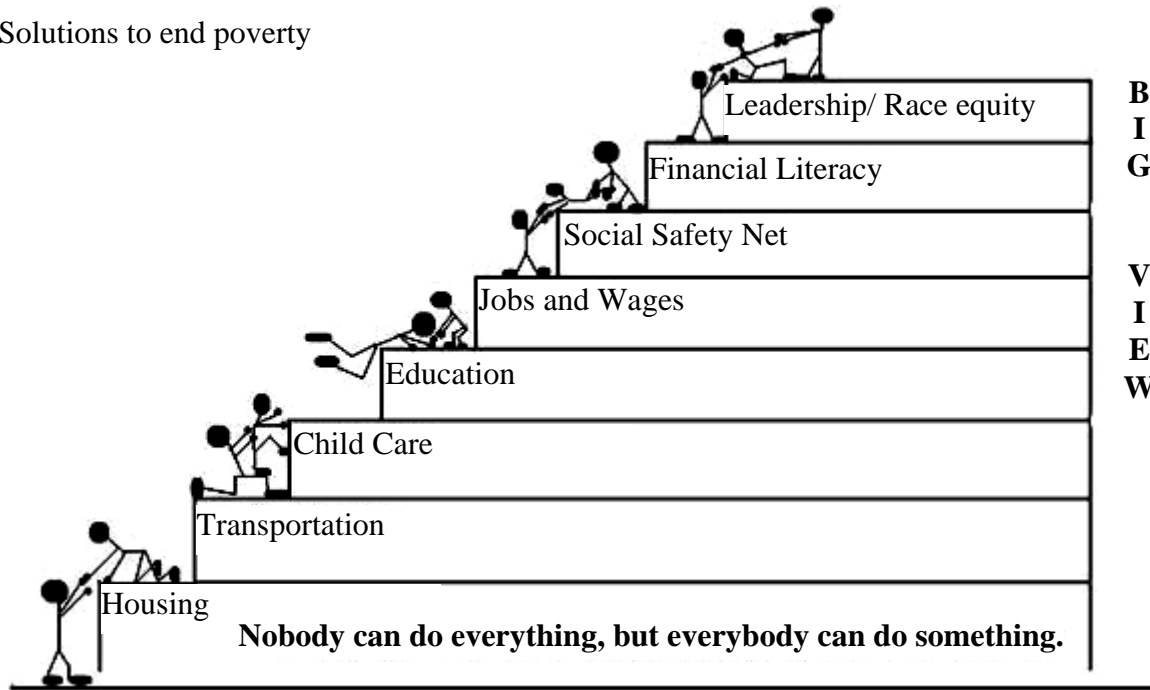 Solutions to end poverty
Leadership/ Race equity
Financial Literacy
Social Safety Net
Jobs and Wages
Education
Child Care
Transportation
Housing
Nobody can do everything, but everybody can do something.
B
I
G
V
I
E
W